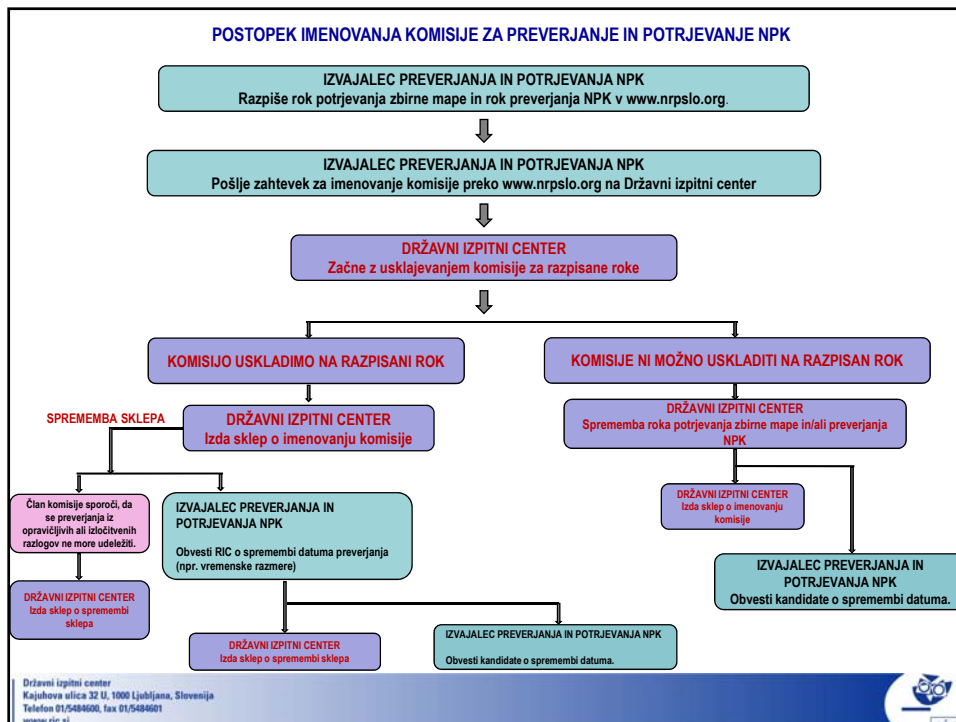 POSTOPEK IMENOVANJA KOMISIJE ZA PREVERJANJE IN POTRJEVANJE NPK
IZVAJALEC PREVERJANJA IN POTRJEVANJA NPK
Razpiše rok potrjevanja zbirne mape in rok preverjanja NPK v www.nrpslo.org.
IZVAJALEC PREVERJANJA IN POTRJEVANJA NPK
Pošlje zahtevek za imenovanje komisije preko www.nrpslo.org na Državni izpitni center
DRŽAVNI IZPITNI CENTER
Začne z usklajevanjem komisije za razpisane roke
KOMISIJO USKLADIMO NA RAZPISANI ROK
KOMISIJE NI MOŽNO USKLADITI NA RAZPISAN ROK
SPREMEMBA SKLEPA
DRŽAVNI IZPITNI CENTER
Izda sklep o imenovanju komisije
DRŽAVNI IZPITNI CENTER
Sprememba roka potrjevanja zbirne mape in/ali preverjanja
NPK
Član komisije sporoči, da
se preverjanja iz
opravičljivih ali izločitvenih
razlogov ne more udeležiti.
IZVAJALEC PREVERJANJA IN
POTRJEVANJA NPK
Obvesti RIC o spremembi datuma preverjanja
(npr. vremenske razmere)
DRŽAVNI IZPITNI CENTER
Izda sklep o imenovanju
komisije
IZVAJALEC PREVERJANJA IN
POTRJEVANJA NPK
Obvesti kandidate o spremembi datuma.
DRŽAVNI IZPITNI CENTER
Izda sklep o spremembi
sklepa
DRŽAVNI IZPITNI CENTER
Izda sklep o spremembi sklepa
IZVAJALEC PREVERJANJA IN POTRJEVANJA NPK
Obvesti kandidate o spremembi datuma.
Državni izpitni center
Kajuhova ulica 32 U, 1000 Ljubljana, Slovenija
Telefon 01/5484600, fax 01/5484601
www.ric.si